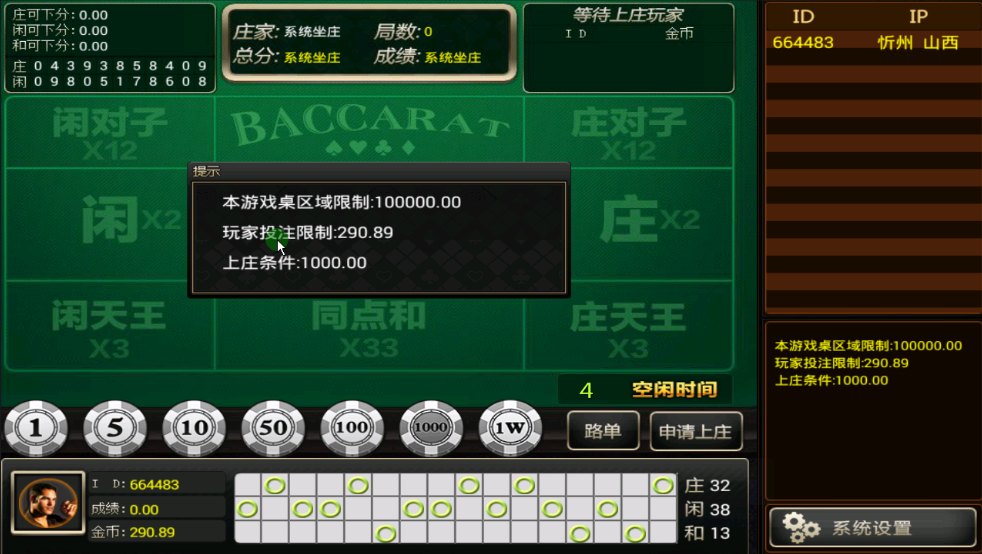 庄可下分: 0.00
闲可下分: 0.00
和可下分: 0.00
庄 0 4 3 9 3 8 5 8 4 0 9
闲 0 9 8 0 5 1 7 8 6 0 8
庄家: 系统坐庄 局数: 0
总分: 系统坐庄 成绩: 系统坐庄
等待上庄玩家
I D 金币
ID IP
664483 忻州 山西
闲对子
X12
BACCARAT
庄对子
X12
提示
本游戏桌区域限制:100000.00
玩家投注限制:290.89
上庄条件:1000.00
闲X2
庄X2
闲天王
X3
同点和
X33
庄天王
X3
4 空闲时间
1 5 10 50 100 1000 1W
路单 申请上庄
本游戏桌区域限制:100000.00
玩家投注限制:290.89
上庄条件:1000.00
I D: 664483
成绩: 0.00
金币: 290.89
庄 32
闲 38
和 13
系统设置